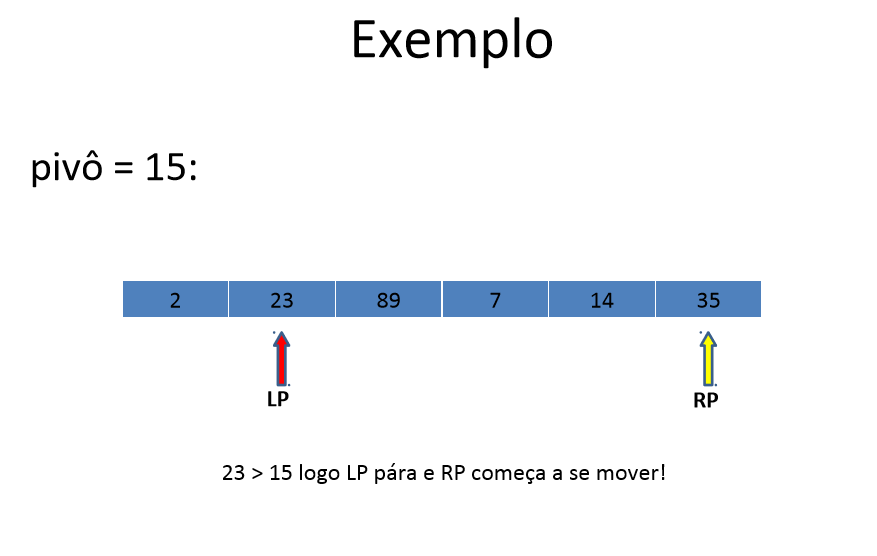 Exemplo
pivô = 15:
2 23 89 7 14 35
LP RP
23 > 15 logo LP pára e RP começa a se mover!